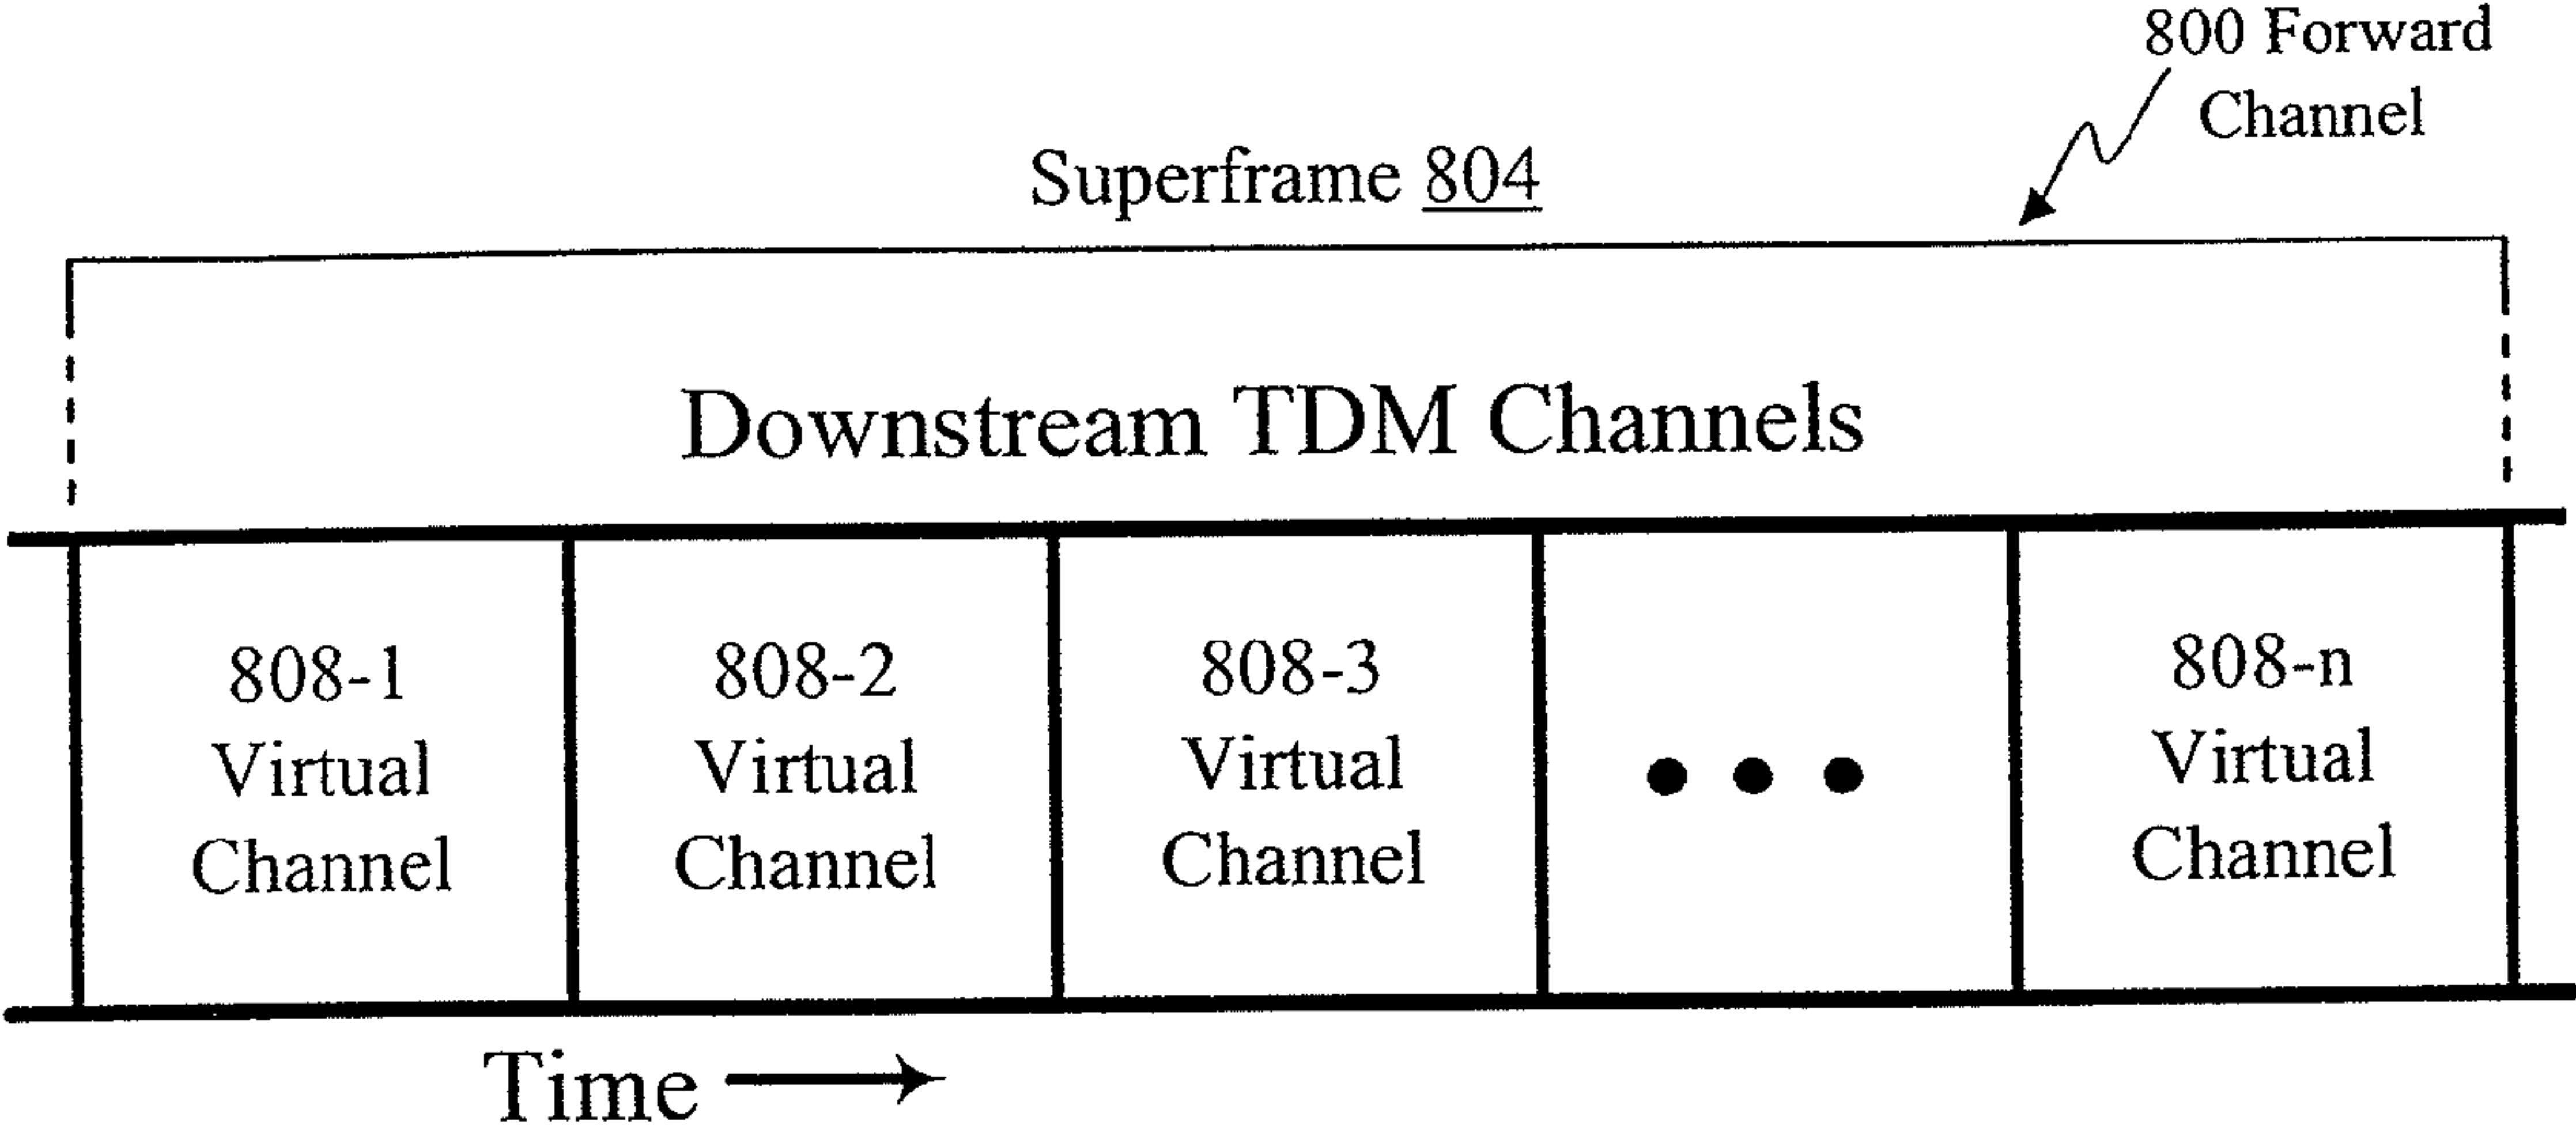 800 Forward
Channel
Superframe 804
Downstream TDM Channels
808-1
Virtual
Channel
808-2
Virtual
Channel
808-3
Virtual
Channel
808-n
Virtual
Channel
Time